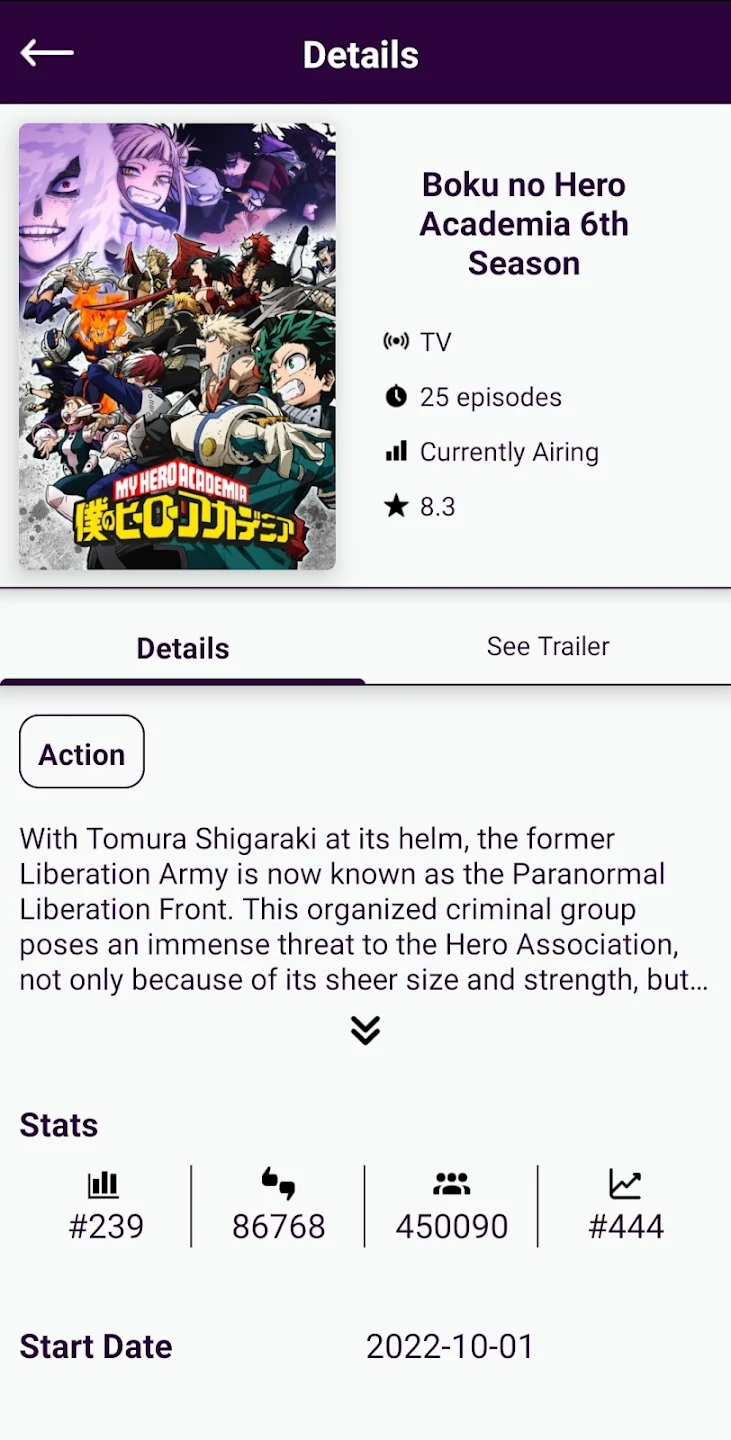 Details
Boku no Hero
Academia 6th
Season
TV
25 episodes
Currently Airing
8.3
MY HERO ACADEMIA
僕のヒーローアカデミア
Details
See Trailer
Action
With Tomura Shigaraki at its helm, the former
Liberation Army is now known as the Paranormal
Liberation Front. This organized criminal group
poses an immense threat to the Hero Association,
not only because of its sheer size and strength, but...
Stats
#239
86768
450090
#444
Start Date
2022-10-01